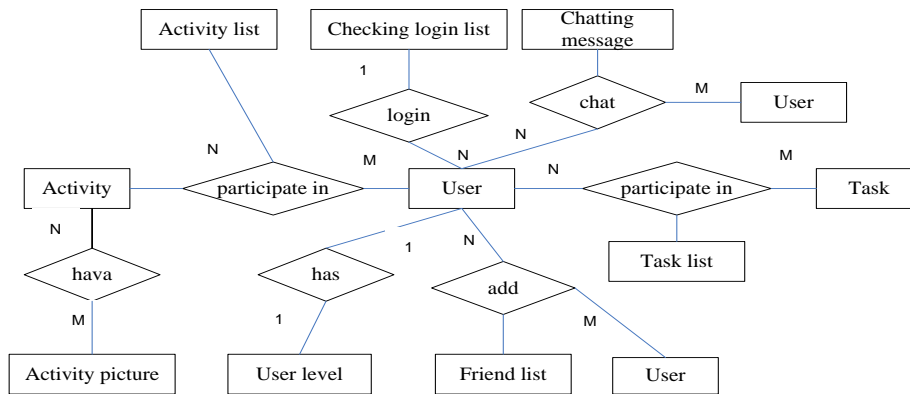 Activity list
Checking login list
Chatting
message
1
M
login
chat
User
N
N
N
M
N
M
Activity
participate in
User
participate in
Task
N
1
N
hava
has
Task list
add
M
1
M
Activity picture
User level
Friend list
User